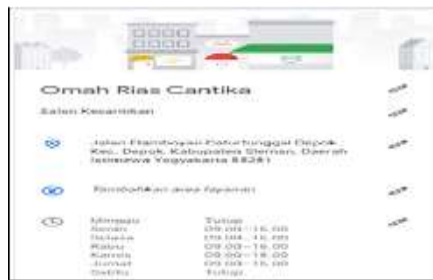 Omah Rias Cantika
Salon Kecantikan
Jalan Flamboyan Caturtunggal Depok,
Kec. Depok, Kabupaten Sleman, Daerah
Istimewa Yogyakarta 55281
Tambahkan area layanan
Minggu Tutup
Senin 09.00–16.00
Selasa 09.00–16.00
Rabu 09.00–16.00
Kamis 09.00–16.00
Jumat 09.00–16.00
Sabtu Tutup